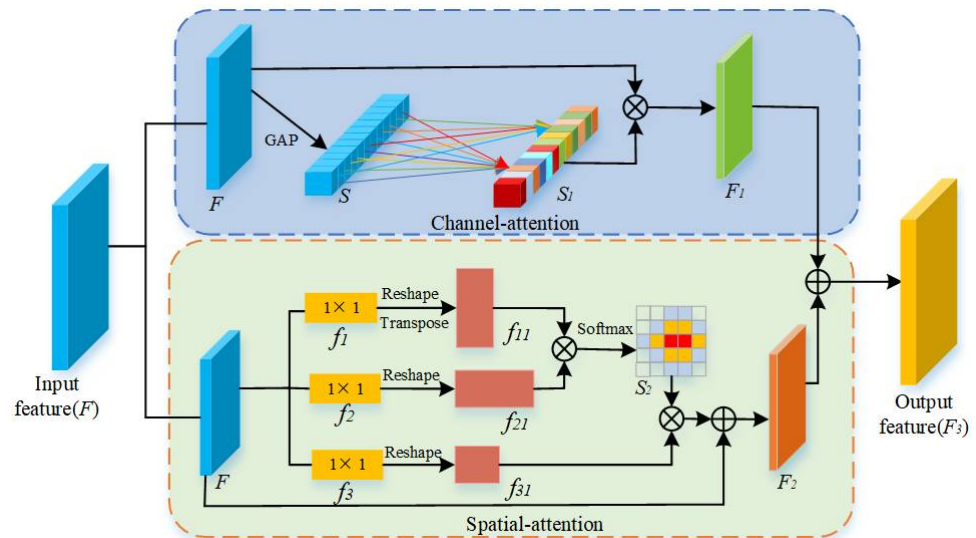 GAP
F
S
S1
F1
Channel-attention
Input
feature(F)
1× 1
f1
Reshape
Transpose
f11
1× 1
f2
Reshape
f21
1× 1
f3
Reshape
f31
F
Softmax
S2
F2
Spatial-attention
Output
feature(F3)